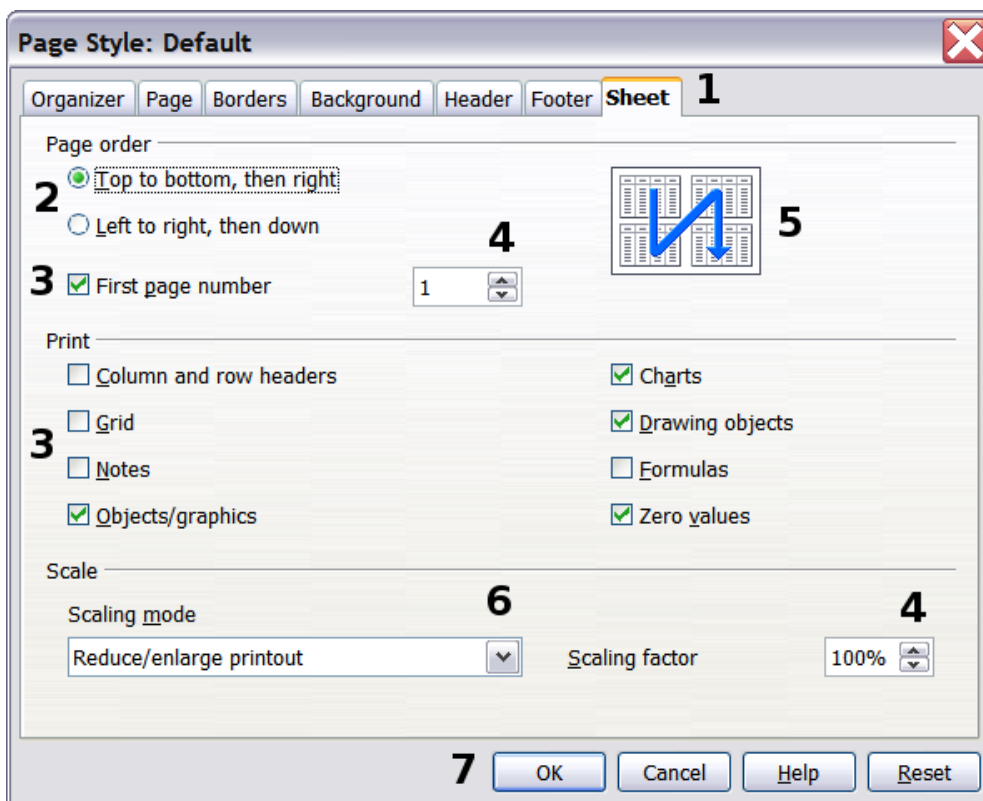 Page Style: Default
Organizer Page Borders Background Header Footer Sheet 1
Page order
2 Top to bottom, then right
Left to right, then down
4 5
3 First page number 1
Print
Column and row headers Charts
Grid Drawing objects
3
Notes Formulas
Objects/graphics Zero values
Scale
Scaling mode 6 4
Reduce/enlarge printout Scaling factor 100%
7 OK Cancel Help Reset